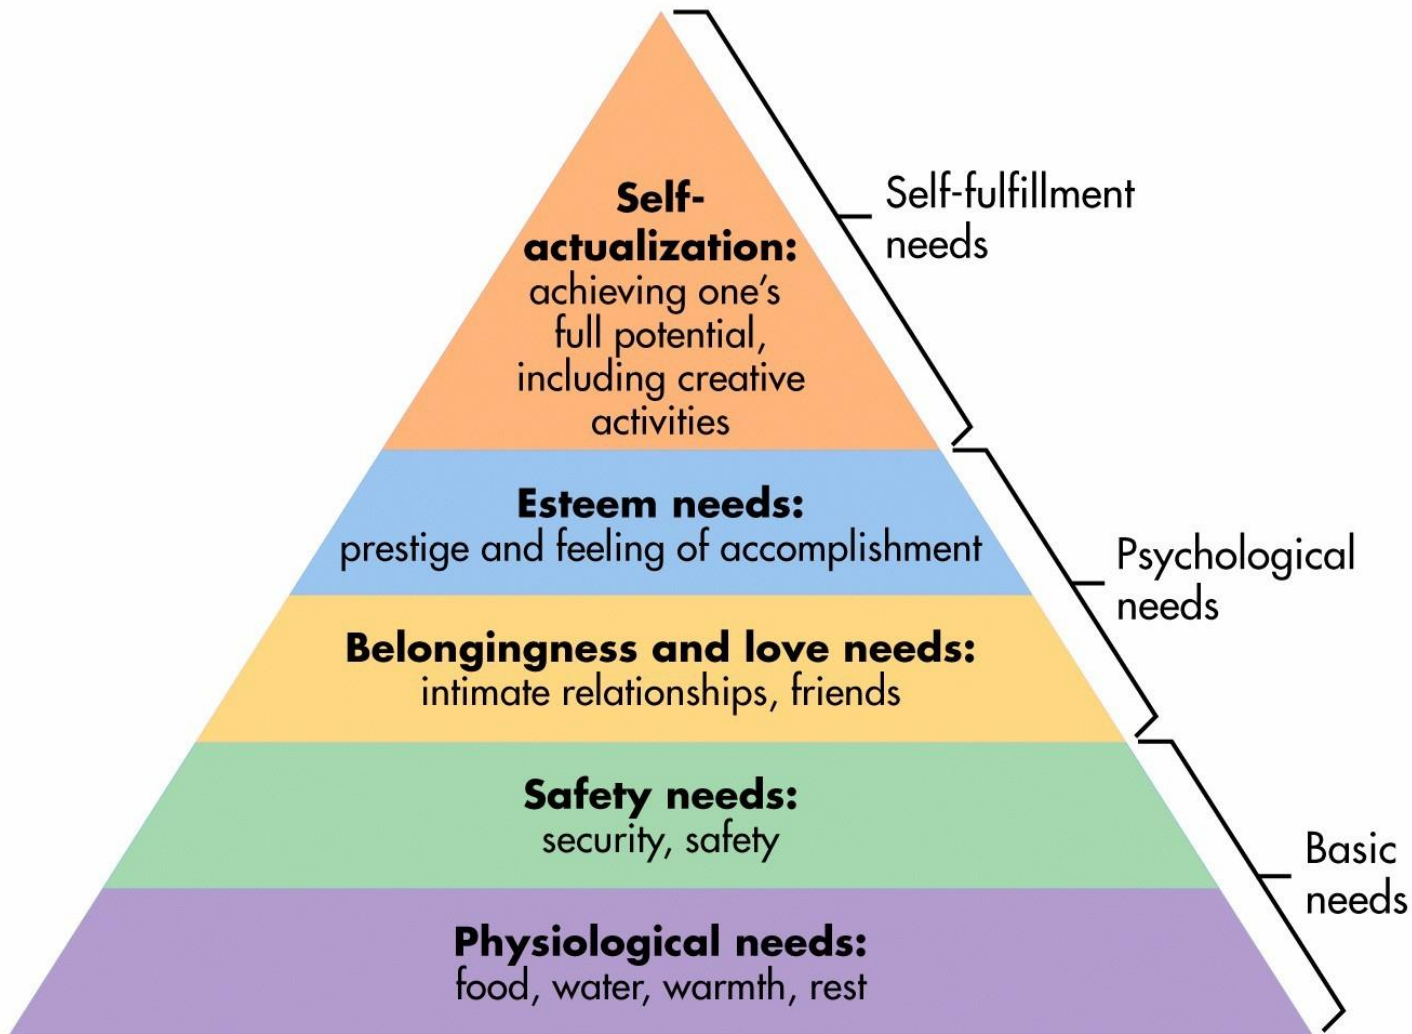 Self-
actualization:
achieving one's
full potential,
including creative
activities
Self-fulfillment
needs
Esteem needs:
prestige and feeling of accomplishment
Psychological
needs
Belongingness and love needs:
intimate relationships, friends
Safety needs:
security, safety
Basic
needs
Physiological needs:
food, water, warmth, rest